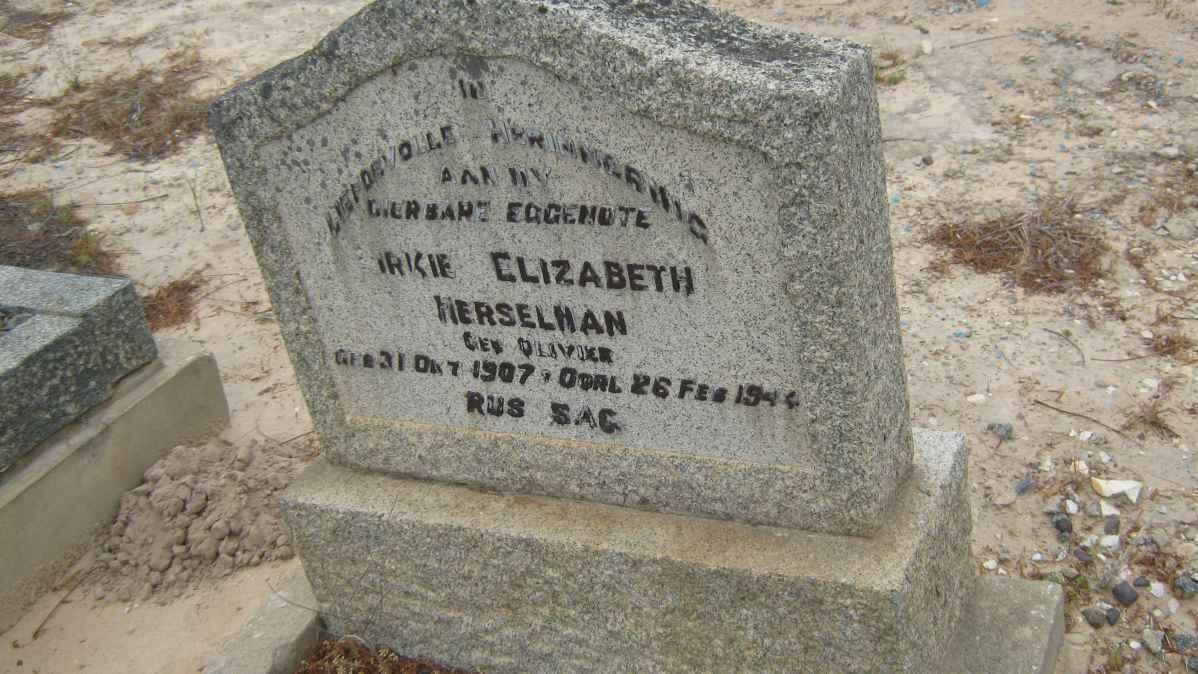 IN
LIEFDEVOLLE HERINNERING
AAN MY
DIERBARE EGGENOTE
IRKIE ELIZABETH
HERSELMAN
GEB OLIVIER
GEB 31 OKT 1907 · OORL 26 FEB 1944
RUS SAG